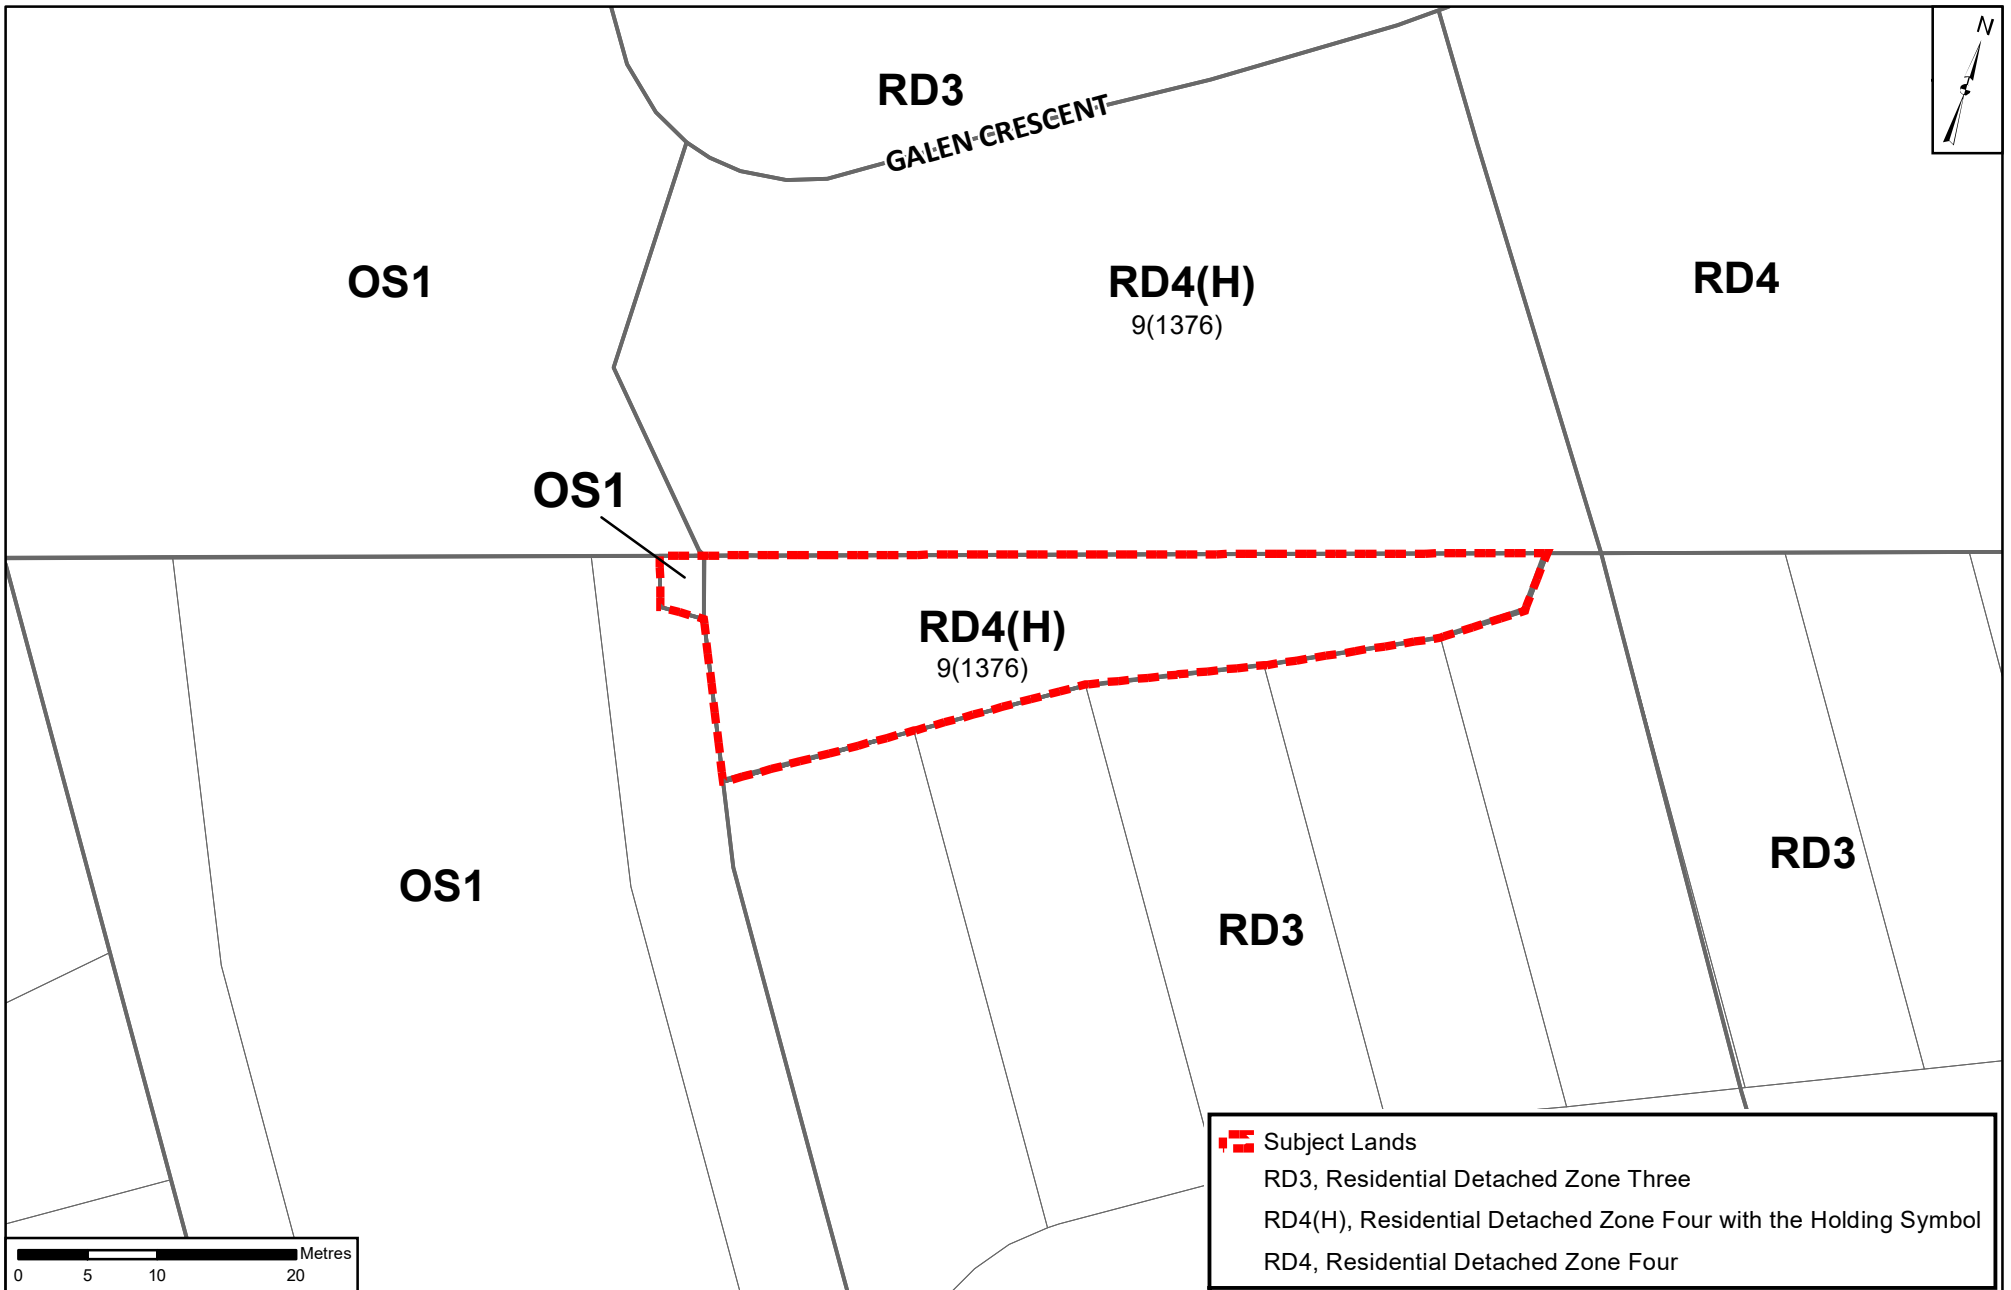 N
RD3
GALEN CRESCENT
OS1
RD4(H)
9(1376)
RD4
OS1
RD4(H)
9(1376)
RD3
OS1
RD3
Subject Lands
RD3, Residential Detached Zone Three
RD4(H), Residential Detached Zone Four with the Holding Symbol
RD4, Residential Detached Zone Four
Metres
0 5 10 20